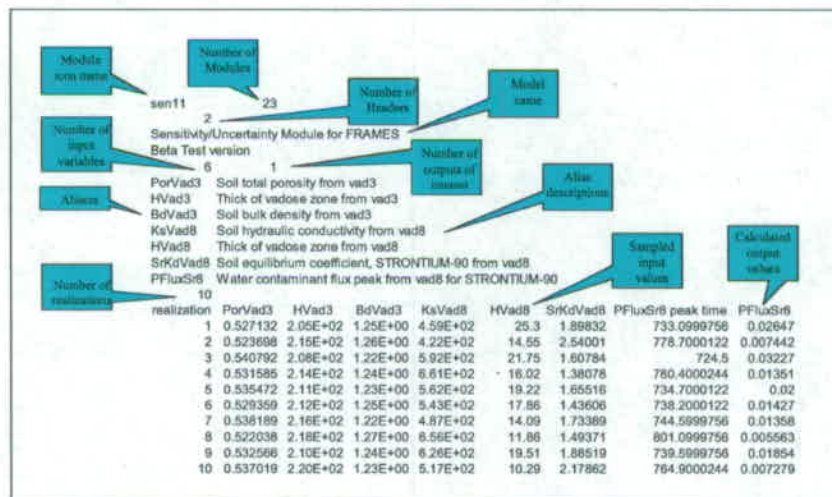 Module icon name
Number of Modules
sen11 23
2
Number of Headers
Model name
Sensitivity/Uncertainty Module for FRAMES
Beta Test version
Number of input variables
6 1
Number of outputs of interest
PorVad3 Soil total porosity from vad3
HVad3 Thick of vadose zone from vad3
Aliases
BdVad3 Soil bulk density from vad3
Alias descriptions
KsVad8 Soil hydraulic conductivity from vad8
HVad8 Thick of vadose zone from vad8
SrKdVad8 Soil equilibrium coefficient, STRONTIUM-90 from vad8
Sampled input values
Calculated output values
PFluxSr8 Water contaminant flux peak from vad8 for STRONTIUM-90
Number of realizations
10
realization PorVad3 HVad3 BdVad3 KsVad8 HVad8 SrKdVad8 PFluxSr8 peak time PFluxSr8
1 0.527132 2.05E+02 1.25E+00 4.59E+02 25.3 1.89832 733.0999756 0.02647
2 0.523698 2.15E+02 1.26E+00 4.22E+02 14.55 2.54001 778.7000122 0.007442
3 0.540792 2.08E+02 1.22E+00 5.92E+02 21.75 1.60784 724.5 0.03227
4 0.531585 2.14E+02 1.24E+00 6.61E+02 16.02 1.38078 760.4000244 0.01351
5 0.535472 2.11E+02 1.23E+00 5.62E+02 19.22 1.65516 734.7000122 0.02
6 0.529359 2.12E+02 1.25E+00 5.43E+02 17.86 1.43606 738.2000122 0.01427
7 0.538189 2.16E+02 1.22E+00 4.87E+02 14.09 1.73389 744.5999756 0.01358
8 0.522038 2.18E+02 1.27E+00 6.56E+02 11.86 1.49371 801.0999756 0.005563
9 0.532566 2.10E+02 1.24E+00 6.26E+02 19.51 1.88519 739.5999756 0.01854
10 0.537019 2.20E+02 1.23E+00 5.17E+02 10.29 2.17862 764.9000244 0.007279